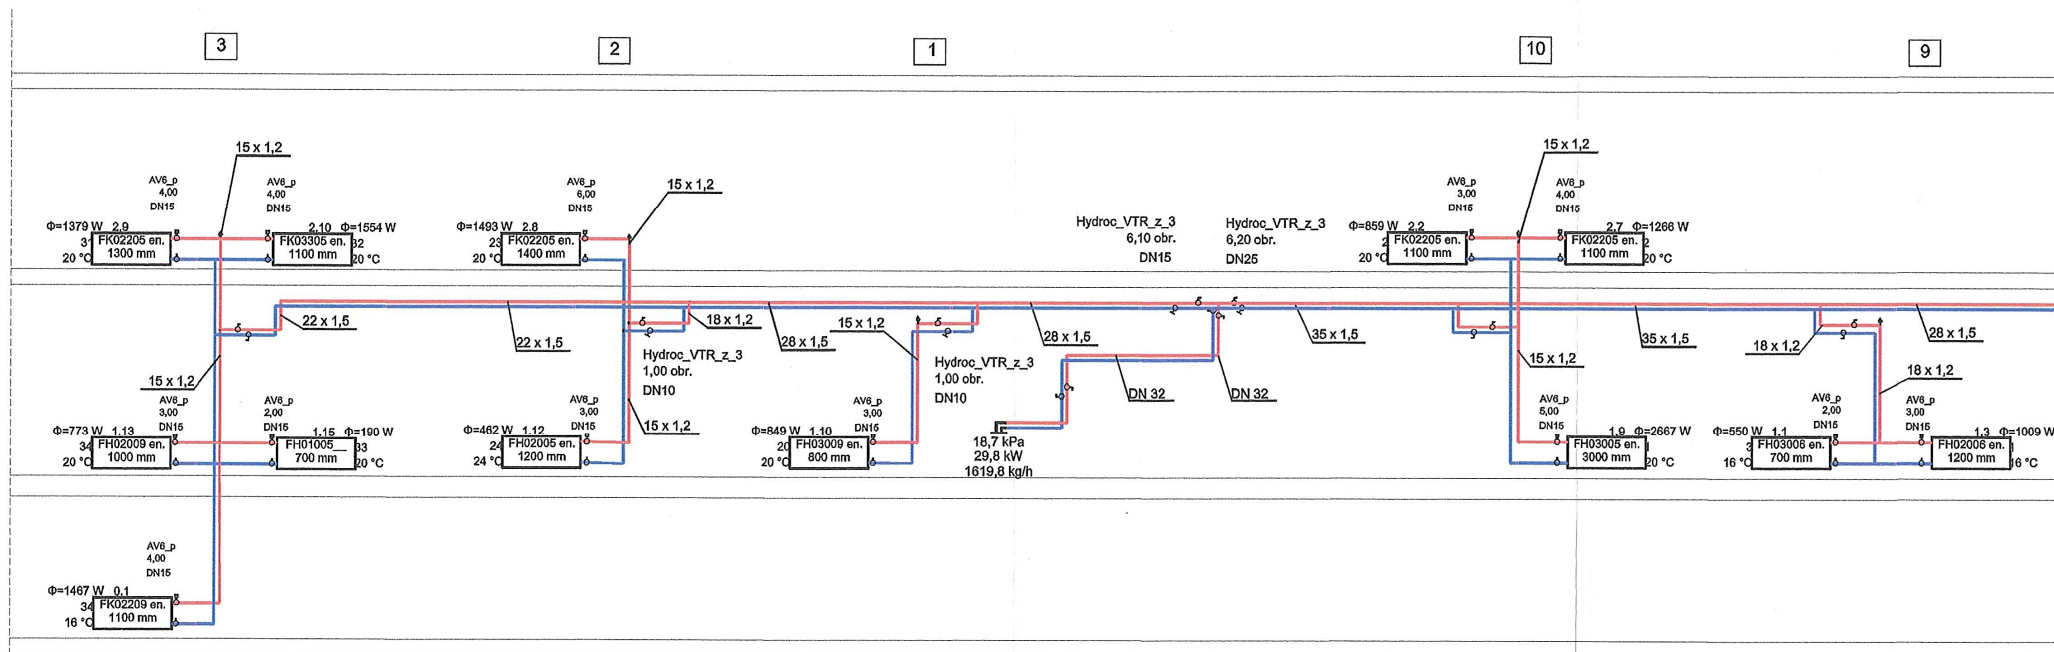 3
2
1
10
9
15 x 1,2
AV6_p
4,00
DN15
AV6_p
4,00
DN15
Φ=1379 W 2.9
FK02205 en.
1300 mm
20 °C
2.10 Φ=1554 W
32
FK03305 en.
1100 mm
20 °C
AV6_p
6,00
DN15
15 x 1,2
Φ=1493 W 2.8
23
FK02205 en.
1400 mm
20 °C
Hydroc_VTR_z_3
6,10 obr.
DN15
Hydroc_VTR_z_3
6,20 obr.
DN25
15 x 1,2
AV6_p
3,00
DN15
AV6_p
4,00
DN15
Φ=859 W 2.2
FK02205 en.
1100 mm
20 °C
2.7 Φ=1266 W
FK02205 en.
1100 mm
20 °C
22 x 1,5
22 x 1,5
18 x 1,2
28 x 1,5
15 x 1,2
28 x 1,5
35 x 1,5
35 x 1,5
18 x 1,2
28 x 1,5
Hydroc_VTR_z_3
1,00 obr.
DN10
Hydroc_VTR_z_3
1,00 obr.
DN10
DN 32
DN 32
15 x 1,2
18 x 1,2
15 x 1,2
AV6_p
3,00
DN15
AV6_p
2,00
DN15
Φ=773 W 1.13
34
FH02009 en.
1000 mm
20 °C
1.15 Φ=190 W
33
FH01005
700 mm
20 °C
AV6_p
3,00
DN15
15 x 1,2
Φ=462 W 1.12
24
FH02005 en.
1200 mm
24 °C
AV6_p
3,00
DN15
Φ=849 W 1.10
20
FH03009 en.
800 mm
20 °C
18,7 kPa
29,8 kW
1619,8 kg/h
AV6_p
5,00
DN15
1.9 Φ=2667 W
FH03005 en.
3000 mm
20 °C
AV6_p
2,00
DN15
AV6_p
3,00
DN15
Φ=550 W 1.1
FH03006 en.
700 mm
16 °C
1.3 Φ=1009 W
FH02006 en.
1200 mm
16 °C
AV6_p
4,00
DN15
Φ=1467 W 0.1
34
FK02209 en.
1100 mm
16 °C